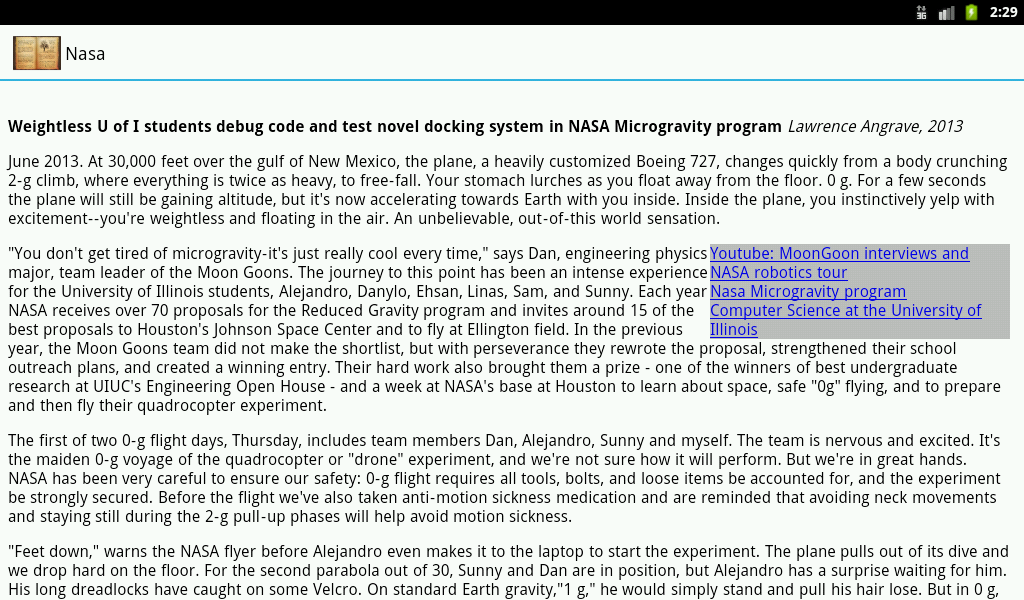 3G 2:29
Nasa
Weightless U of I students debug code and test novel docking system in NASA Microgravity program Lawrence Angrave, 2013
June 2013. At 30,000 feet over the gulf of New Mexico, the plane, a heavily customized Boeing 727, changes quickly from a body crunching
2-g climb, where everything is twice as heavy, to free-fall. Your stomach lurches as you float away from the floor. 0 g. For a few seconds
the plane will still be gaining altitude, but it's now accelerating towards Earth with you inside. Inside the plane, you instinctively yelp with
excitement--you're weightless and floating in the air. An unbelievable, out-of-this world sensation.
"You don't get tired of microgravity-it's just really cool every time," says Dan, engineering physics
major, team leader of the Moon Goons. The journey to this point has been an intense experience
for the University of Illinois students, Alejandro, Danylo, Ehsan, Linas, Sam, and Sunny. Each year
NASA receives over 70 proposals for the Reduced Gravity program and invites around 15 of the
best proposals to Houston's Johnson Space Center and to fly at Ellington field. In the previous
year, the Moon Goons team did not make the shortlist, but with perseverance they rewrote the proposal, strengthened their school
outreach plans, and created a winning entry. Their hard work also brought them a prize - one of the winners of best undergraduate
research at UIUC's Engineering Open House - and a week at NASA's base at Houston to learn about space, safe "0g" flying, and to prepare
and then fly their quadrocopter experiment.
Youtube: MoonGoon interviews and
NASA robotics tour
Nasa Microgravity program
Computer Science at the University of
Illinois
The first of two 0-g flight days, Thursday, includes team members Dan, Alejandro, Sunny and myself. The team is nervous and excited. It's
the maiden 0-g voyage of the quadrocopter or "drone" experiment, and we're not sure how it will perform. But we're in great hands.
NASA has been very careful to ensure our safety: 0-g flight requires all tools, bolts, and loose items be accounted for, and the experiment
be strongly secured. Before the flight we've also taken anti-motion sickness medication and are reminded that avoiding neck movements
and staying still during the 2-g pull-up phases will help avoid motion sickness.
"Feet down," warns the NASA flyer before Alejandro even makes it to the laptop to start the experiment. The plane pulls out of its dive and
we drop hard on the floor. For the second parabola out of 30, Sunny and Dan are in position, but Alejandro has a surprise waiting for him.
His long dreadlocks have caught on some Velcro. On standard Earth gravity,"1 g," he would simply stand and pull his hair lose. But in 0 g,